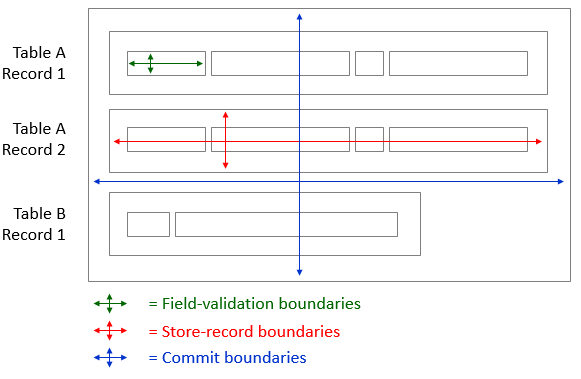 Table A
Record 1
Table A
Record 2
Table B
Record 1
= Field-validation boundaries
= Store-record boundaries
= Commit boundaries